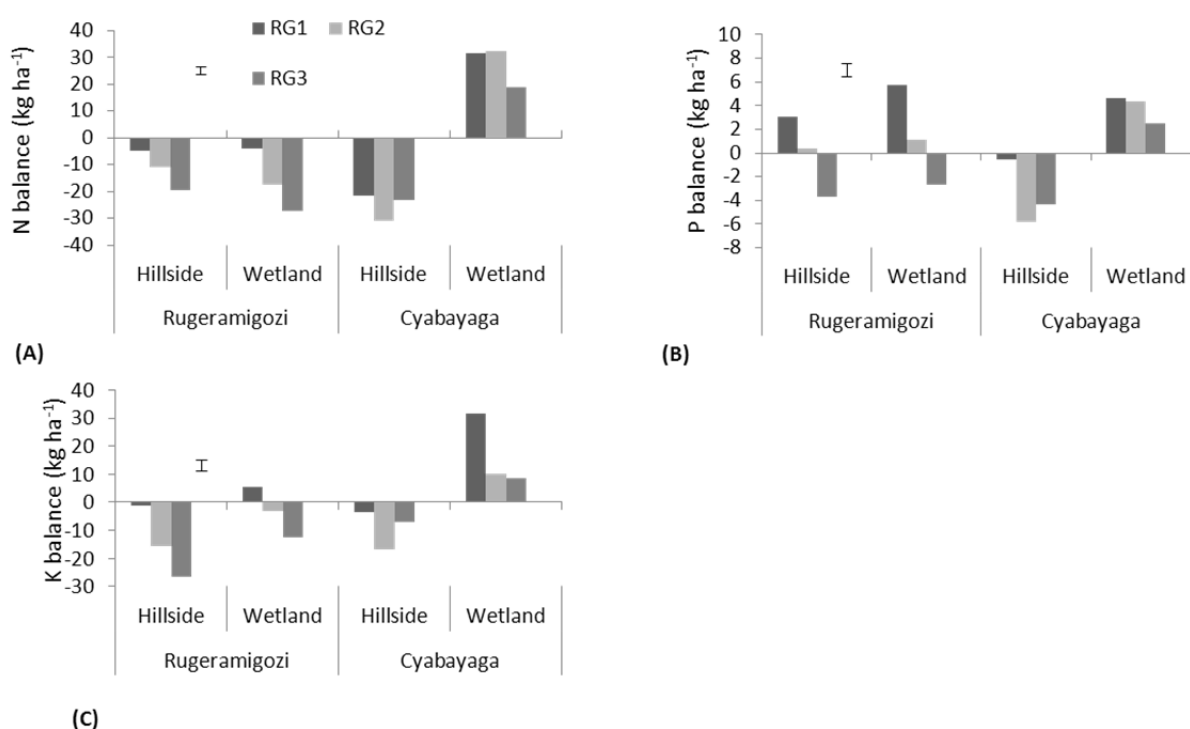 RG1 RG2
RG3
N balance (kg ha⁻¹)
40
30
20
10
0
-10
-20
-30
-40
Hillside Wetland Hillside Wetland
Rugeramigozi Cyabayaga
(A)
P balance (kg ha⁻¹)
10
8
6
4
2
0
-2
-4
-6
-8
Hillside Wetland Hillside Wetland
Rugeramigozi Cyabayaga
(B)
K balance (kg ha⁻¹)
40
30
20
10
0
-10
-20
-30
Hillside Wetland Hillside Wetland
Rugeramigozi Cyabayaga
(C)